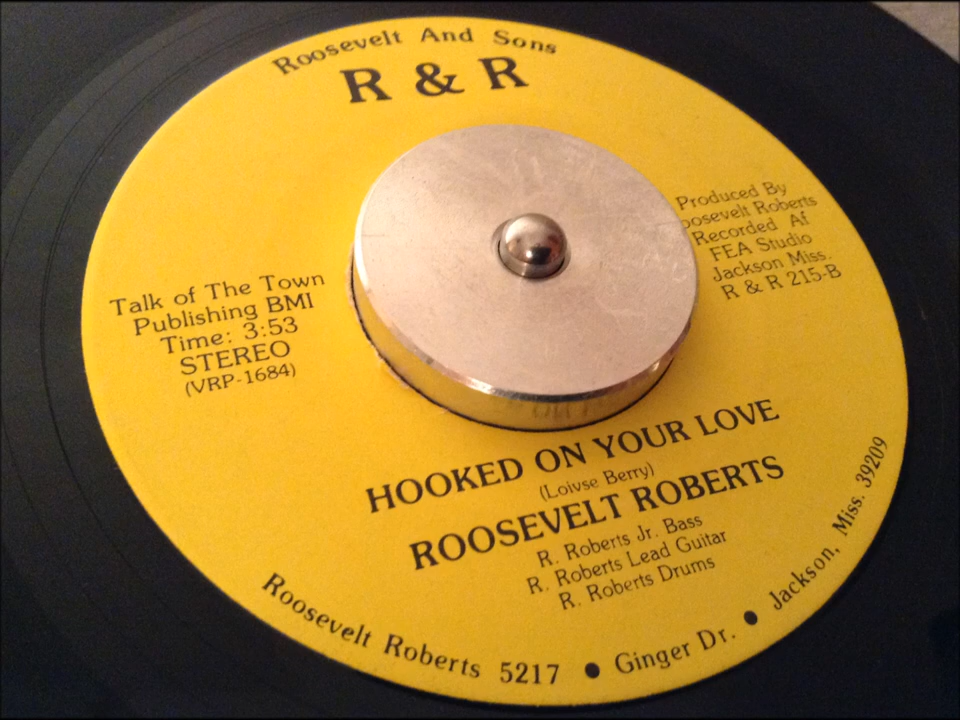 Roosevelt And Sons
R & R
Talk of The Town
Publishing BMI
Time: 3:53
STEREO
(VRP-1684)
Produced By
oosevelt Roberts
Recorded Af
FEA Studio
Jackson Miss.
R & R 215-B
HOOKED ON YOUR LOVE
(Loivse Berry)
ROOSEVELT ROBERTS
R. Roberts Jr. Bass
R. Roberts Lead Guitar
R. Roberts Drums
Roosevelt Roberts 5217 • Ginger Dr. • Jackson, Miss. 39209